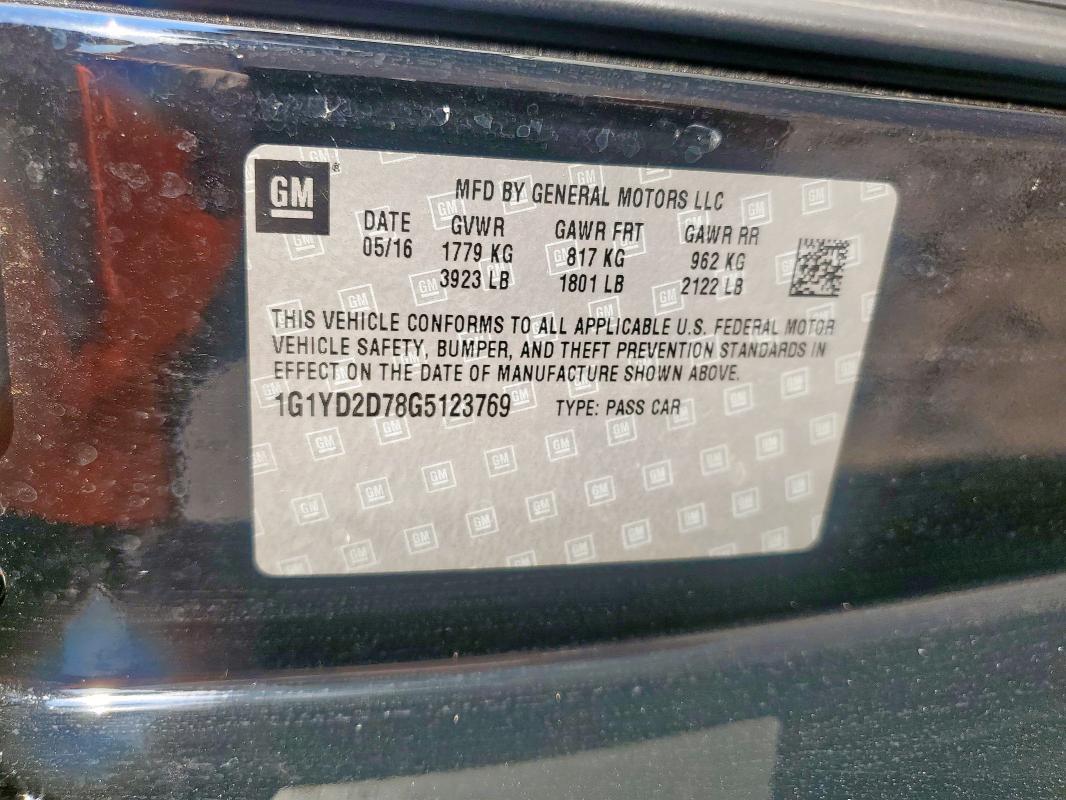 GM
MFD BY GENERAL MOTORS LLC
DATE GVWR GAWR FRT GAWR RR
05/16 1779 KG 817 KG 962 KG
3923 LB 1801 LB 2122 LB
THIS VEHICLE CONFORMS TO ALL APPLICABLE U.S. FEDERAL MOTOR
VEHICLE SAFETY, BUMPER, AND THEFT PREVENTION STANDARDS IN
EFFECT ON THE DATE OF MANUFACTURE SHOWN ABOVE.
1G1YD2D78G5123769 TYPE: PASS CAR